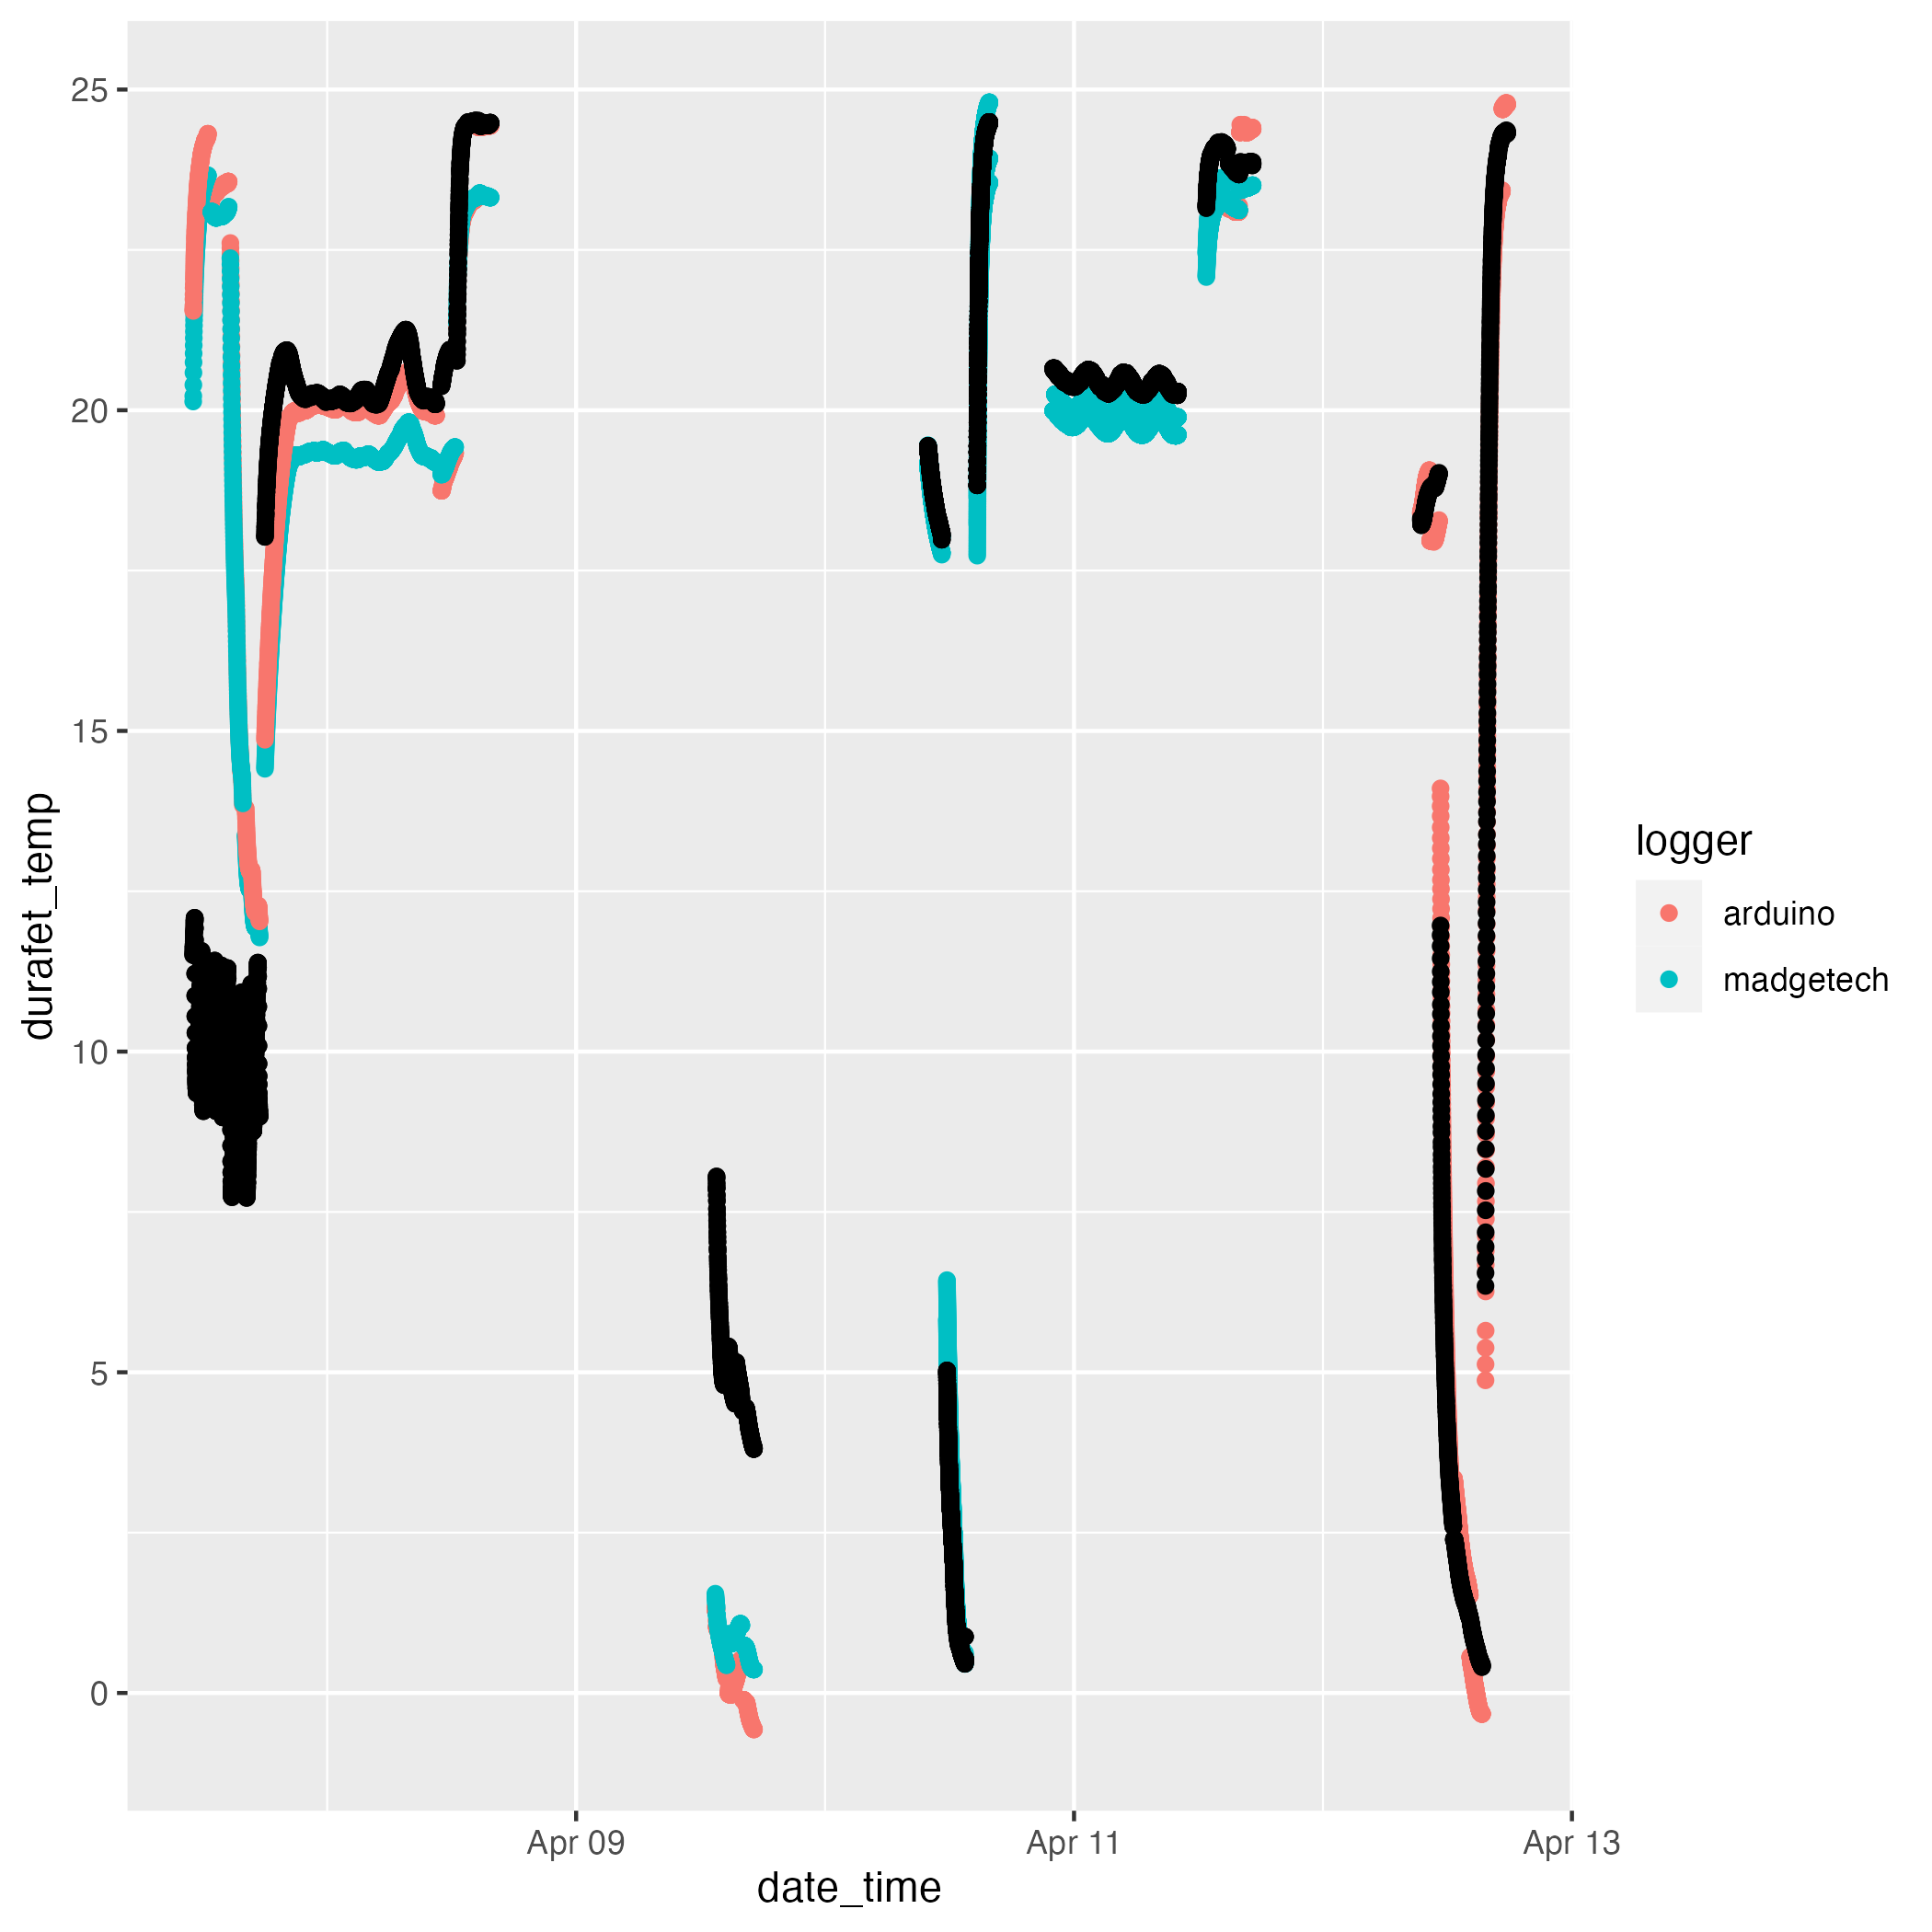 durafet_temp
25
20
15
10
5
0
Apr 09
Apr 11
Apr 13
date_time
logger
arduino
madgetech